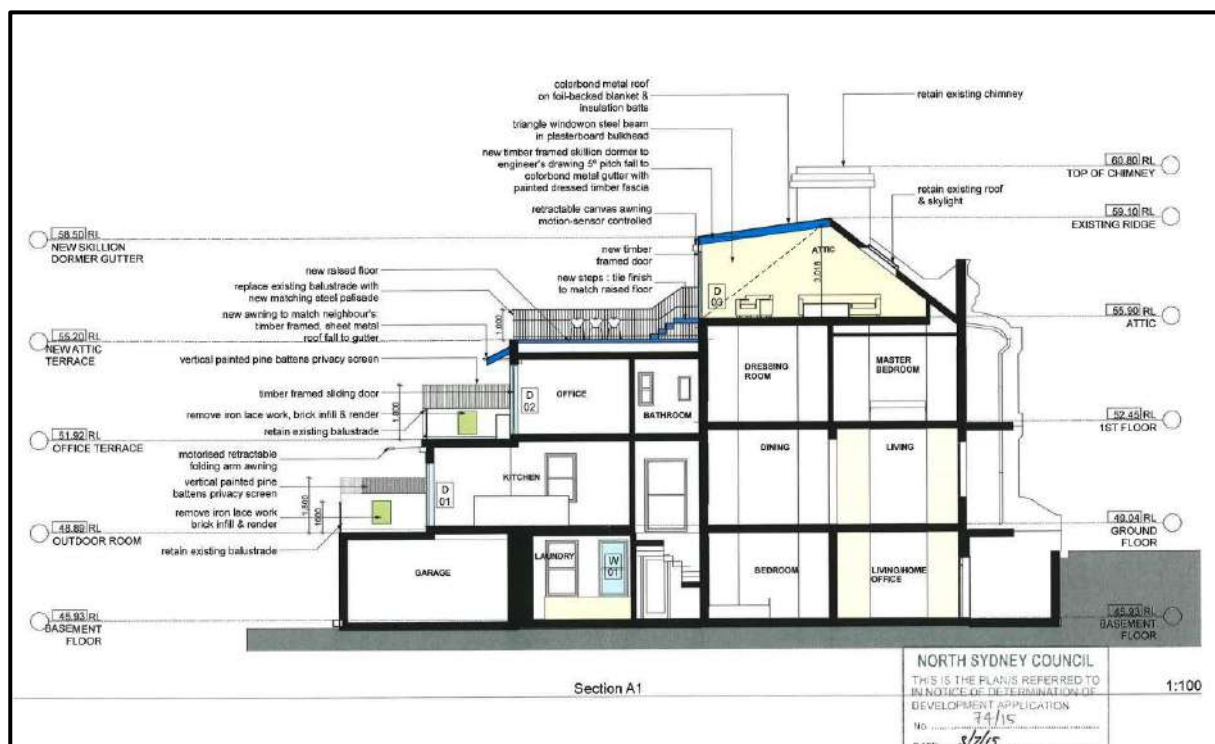 colorbond metal roof
on foil-backed blanket &
insulation batts
triangle windowon steel beam
in plasterboard bulkhead
new timber framed skillion dormer to
engineer's drawing 5º pitch fall to
colorbond metal gutter with
painted dressed timber fascia
retractable canvas awning
motion-sensor controlled
new timber
framed door
new steps : tile finish
to match raised floor
retain existing chimney
60.80 RL
TOP OF CHIMNEY
retain existing roof
& skylight
59.10 RL
EXISTING RIDGE
58.50 RL
NEW SKILLION
DORMER GUTTER
new raised floor
replace existing balustrade with
new matching steel palisade
new awning to match neighbour's:
timber framed, sheet metal
roof fall to gutter
55.20 RL
NEW ATTIC
TERRACE
vertical painted pine battens privacy screen
timber framed sliding door
remove iron lace work, brick infill & render
retain existing balustrade
51.92 RL
OFFICE TERRACE
motorised retractable
folding arm awning
vertical painted pine
battens privacy screen
remove iron lace work
brick infill & render
48.89 RL
OUTDOOR ROOM
retain existing balustrade
45.93 RL
BASEMENT
FLOOR
ATTIC
D
03
55.90 RL
ATTIC
DRESSING
ROOM
MASTER
BEDROOM
OFFICE
D
02
BATHROOM
52.45 RL
1ST FLOOR
DINING
LIVING
KITCHEN
D
01
49.04 RL
GROUND
FLOOR
GARAGE
LAUNDRY
W
01
BEDROOM
LIVING/HOME
OFFICE
45.93 RL
BASEMENT
FLOOR
1,800
1000
Section A1
1:100
NORTH SYDNEY COUNCIL
THIS IS THE PLAN/S REFERRED TO
IN NOTICE OF DETERMINATION OF
DEVELOPMENT APPLICATION
No. 74/15
8/7/15